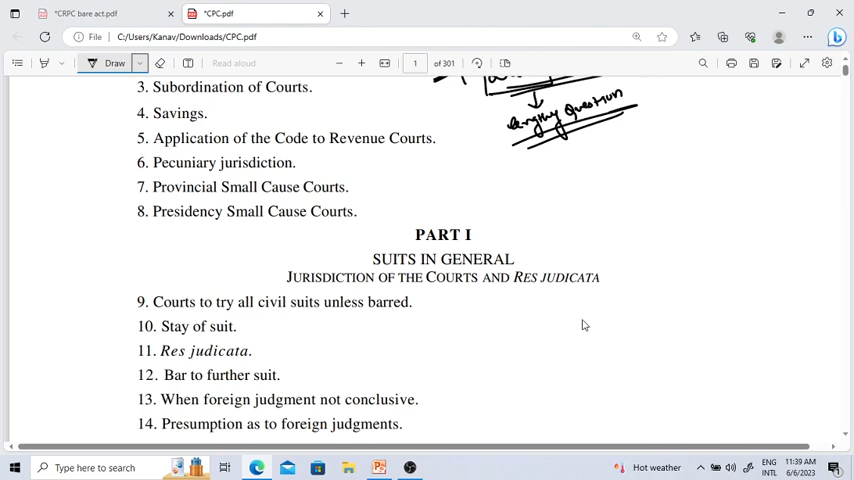 *CRPC bare act.pdf
*CPC.pdf
File
C:/Users/Kanav/Downloads/CPC.pdf
Draw
Read aloud
1
of 301
3. Subordination of Courts.
4. Savings.
5. Application of the Code to Revenue Courts.
6. Pecuniary jurisdiction.
7. Provincial Small Cause Courts.
8. Presidency Small Cause Courts.
lengthy Question
PART I
SUITS IN GENERAL
JURISDICTION OF THE COURTS AND RES JUDICATA
9. Courts to try all civil suits unless barred.
10. Stay of suit.
11. Res judicata.
12. Bar to further suit.
13. When foreign judgment not conclusive.
14. Presumption as to foreign judgments.
Type here to search
Hot weather
ENG
INTL
11:39 AM
6/6/2023